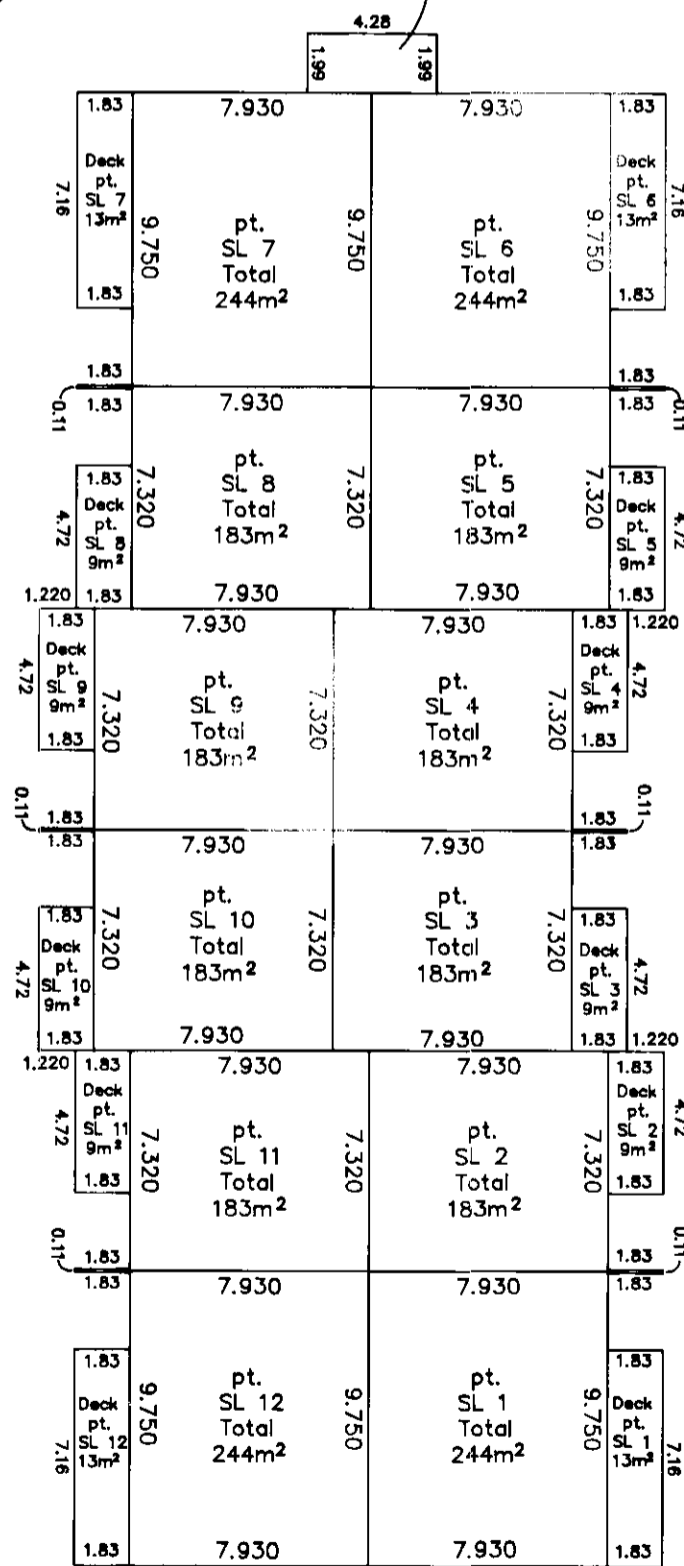 4.28
1.99
1.99
1.83
7.930
7.930
1.83
7.16
Deck
pt.
SL 7
13m²
9.750
pt.
SL 7
Total
244m²
9.750
pt.
SL 6
Total
244m²
9.750
Deck
pt.
SL 6
13m²
7.16
1.83
1.83
1.83
1.83
0.11
1.83
7.930
7.930
1.83
0.11
1.83
Deck
pt.
SL 8
9m²
4.72
7.320
pt.
SL 8
Total
183m²
7.320
pt.
SL 5
Total
183m²
7.320
1.83
Deck
pt.
SL 5
9m²
4.72
1.220
1.83
7.930
7.930
1.83
1.220
1.83
7.930
7.930
1.83
4.72
Deck
pt.
SL 9
9m²
7.320
pt.
SL 9
Total
183m²
7.320
pt.
SL 4
Total
183m²
7.320
Deck
pt.
SL 4
9m²
4.72
1.83
1.83
0.11
1.83
1.83
0.11
1.83
7.930
7.930
1.83
1.83
4.72
Deck
pt.
SL 10
9m²
7.320
pt.
SL 10
Total
183m²
7.320
pt.
SL 3
Total
183m²
7.320
1.83
Deck
pt.
SL 3
9m²
4.72
1.83
7.930
7.930
1.83
1.220
1.220
1.83
7.930
7.930
1.83
4.72
Deck
pt.
SL 11
9m²
7.320
pt.
SL 11
Total
183m²
7.320
pt.
SL 2
Total
183m²
7.320
Deck
pt.
SL 2
9m²
4.72
1.83
1.83
0.11
1.83
1.83
0.11
1.83
7.930
7.930
1.83
1.83
Deck
pt.
SL 12
13m²
7.16
9.750
pt.
SL 12
Total
244m²
9.750
pt.
SL 1
Total
244m²
9.750
1.83
Deck
pt.
SL 1
13m²
7.16
1.83
7.930
7.930
1.83